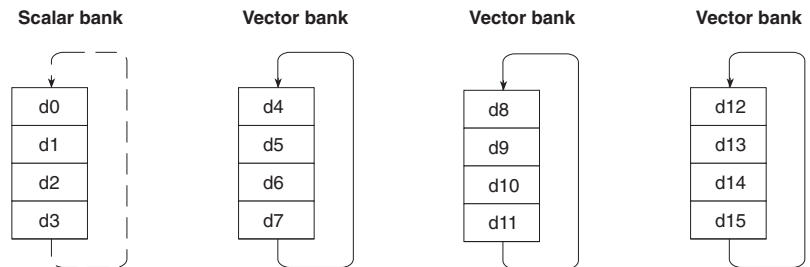 Scalar bank
Vector bank
Vector bank
Vector bank
d0
d1
d2
d3
d4
d5
d6
d7
d8
d9
d10
d11
d12
d13
d14
d15